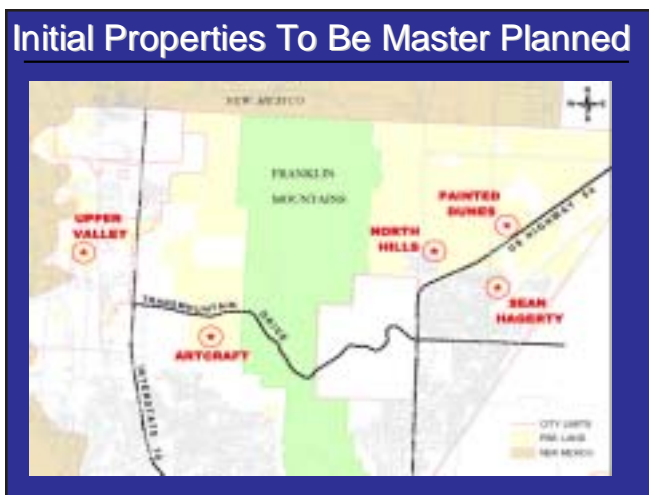 Initial Properties To Be Master Planned
NEW MEXICO
FRANKLIN
MOUNTAINS
PAINTED
DUNES
UPPER
VALLEY
NORTH
HILLS
US HIGHWAY 54
SEAN
HAGERTY
TRANSMOUNTAIN
DRIVE
ARTCRAFT
INTERSTATE 10
CITY LIMITS
PSB LAND
NEW MEXICO